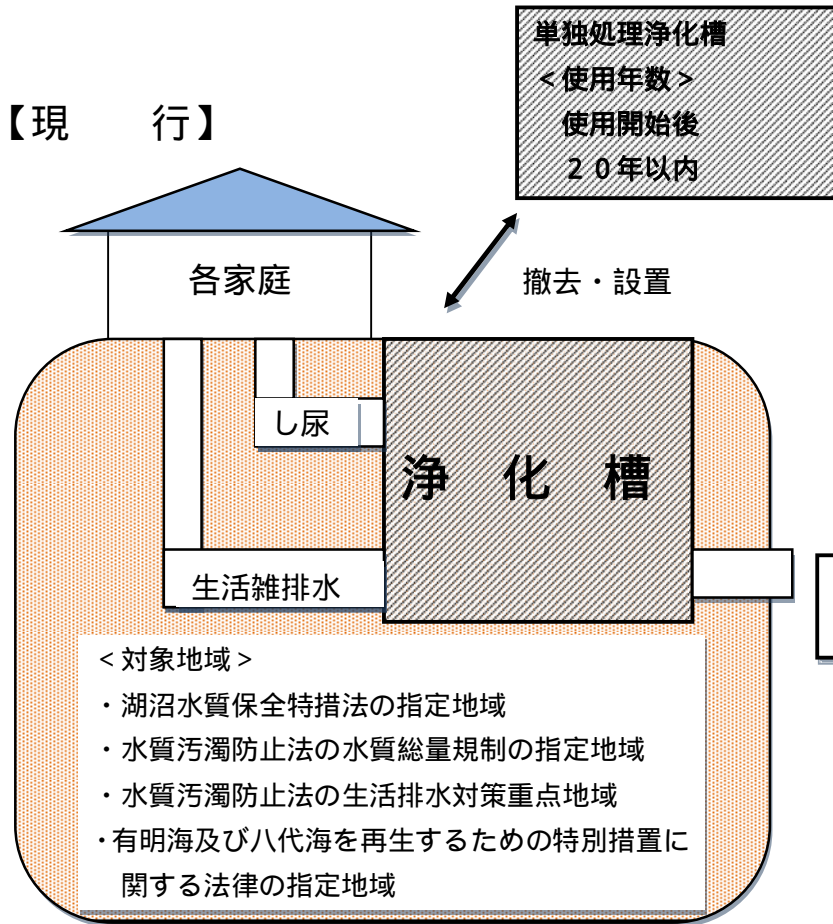 単独処理浄化槽
<使用年数>
使用開始後
20年以内
【現　行】
各家庭
撤去・設置
し尿
浄 化 槽
生活雑排水
<対象地域>
・湖沼水質保全特措法の指定地域
・水質汚濁防止法の水質総量規制の指定地域
・水質汚濁防止法の生活排水対策重点地域
・有明海及び八代海を再生するための特別措置に
関する法律の指定地域